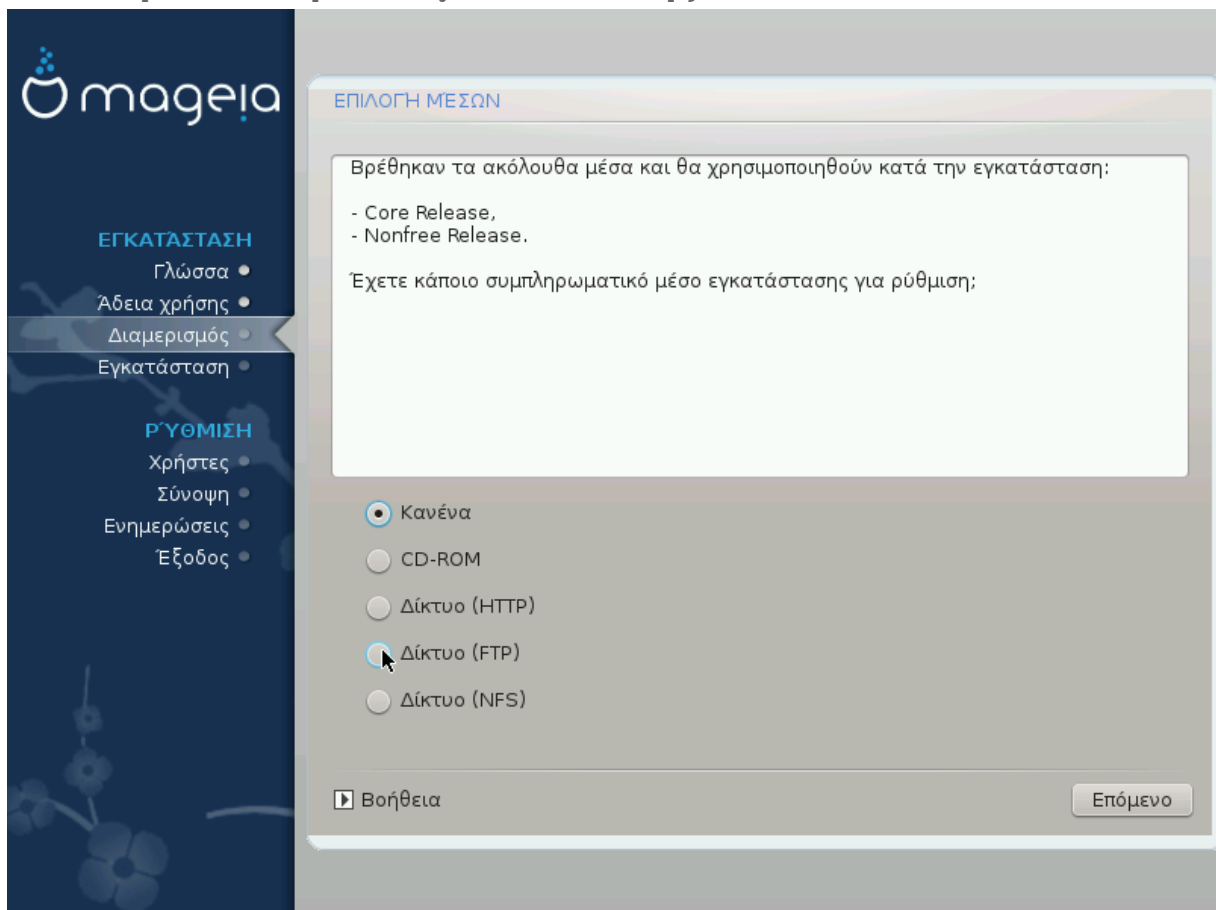 mageia
ΕΓΚΑΤΆΣΤΑΣΗ
Γλώσσα
Άδεια χρήσης
Διαμερισμός
Εγκατάσταση
ΡΎΘΜΙΣΗ
Χρήστες
Σύνοψη
Ενημερώσεις
Έξοδος
ΕΠΙΛΟΓΉ ΜΈΣΩΝ
Βρέθηκαν τα ακόλουθα μέσα και θα χρησιμοποιηθούν κατά την εγκατάσταση:
- Core Release,
- Nonfree Release.
Έχετε κάποιο συμπληρωματικό μέσο εγκατάστασης για ρύθμιση;
Κανένα
CD-ROM
Δίκτυο (HTTP)
Δίκτυο (FTP)
Δίκτυο (NFS)
Βοήθεια
Επόμενο